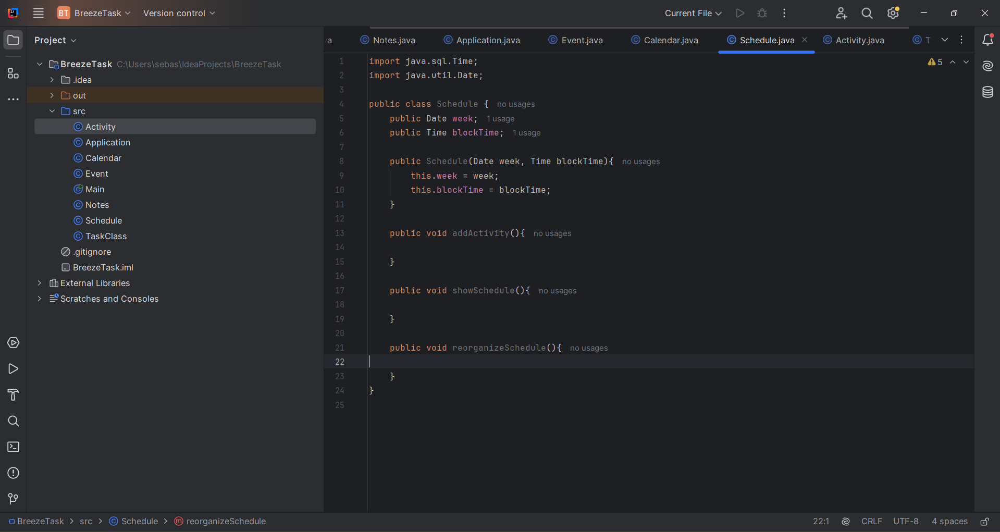 BT BreezeTask Version control Current File
Project
BreezeTask C:\Users\sebas\IdeaProjects\BreezeTask
.idea
out
src
Activity
Application
Calendar
Event
Main
Notes
Schedule
TaskClass
.gitignore
BreezeTask.iml
External Libraries
Scratches and Consoles
va Notes.java Application.java Event.java Calendar.java Schedule.java Activity.java T
5
1 import java.sql.Time;
2 import java.util.Date;
3
4 public class Schedule { no usages
5 public Date week; 1 usage
6 public Time blockTime; 1 usage
7
8 public Schedule(Date week, Time blockTime){ no usages
9 this.week = week;
10 this.blockTime = blockTime;
11 }
12
13 public void addActivity(){ no usages
14
15 }
16
17 public void showSchedule(){ no usages
18
19 }
20
21 public void reorganizeSchedule(){ no usages
22
23 }
24 }
25
BreezeTask > src > Schedule > reorganizeSchedule 22:1 CRLF UTF-8 4 spaces